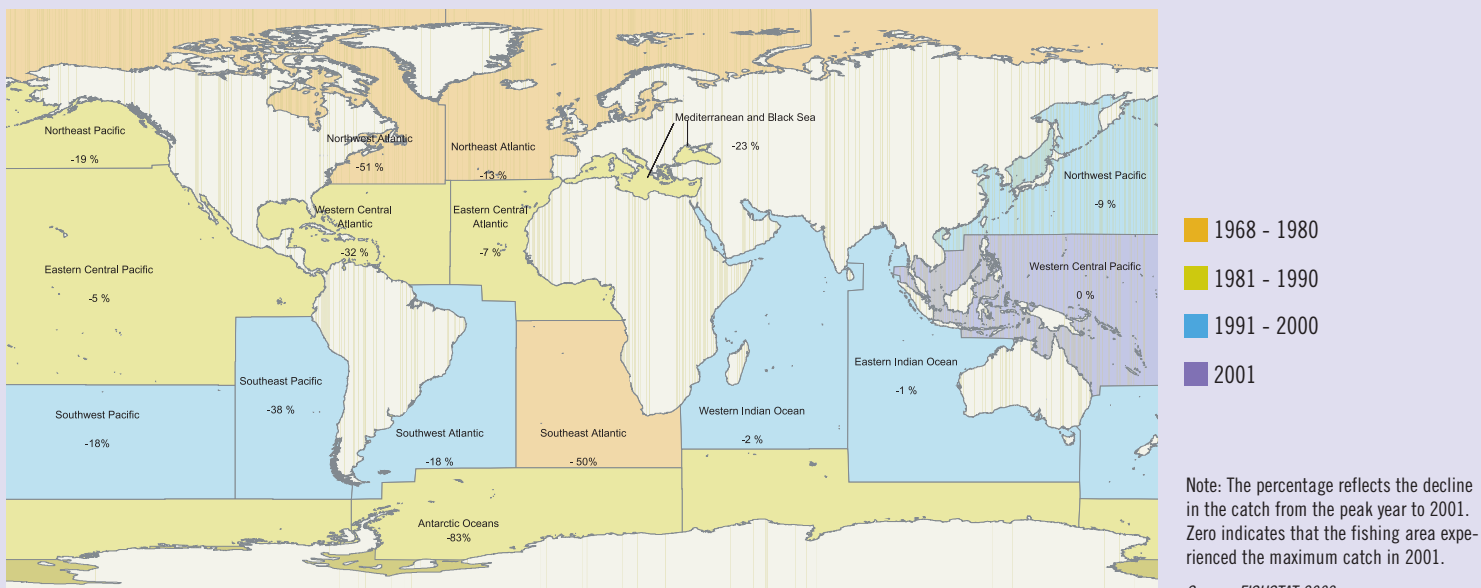 Northeast Pacific
-19 %
Northwest Atlantic
-51 %
Northeast Atlantic
-13 %
Mediterranean and Black Sea
-23 %
Northwest Pacific
-9 %
Western Central
Atlantic
-32 %
Eastern Central
Atlantic
-7 %
Eastern Central Pacific
-5 %
Western Central Pacific
0 %
Southeast Pacific
-38 %
Eastern Indian Ocean
-1 %
Southwest Pacific
-18%
Southwest Atlantic
-18 %
Southeast Atlantic
- 50%
Western Indian Ocean
-2 %
Antarctic Oceans
-83%
1968 - 1980
1981 - 1990
1991 - 2000
2001
Note: The percentage reflects the decline
in the catch from the peak year to 2001.
Zero indicates that the fishing area expe-
rienced the maximum catch in 2001.